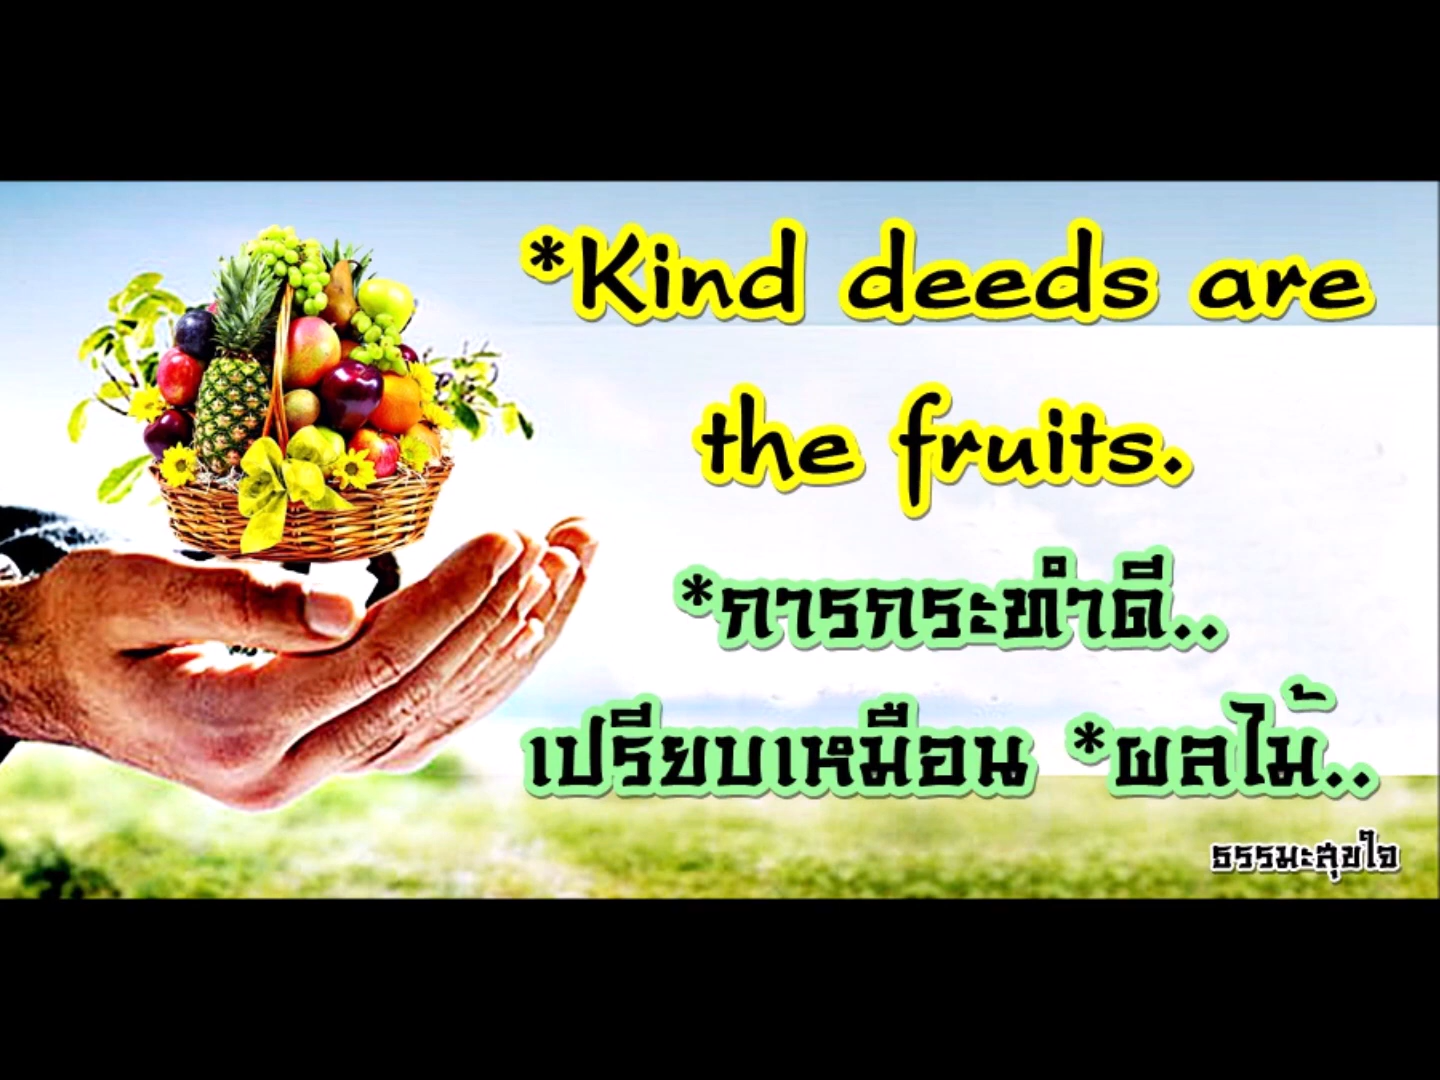 *Kind deeds are
the fruits.
*การกระทำดี..
เปรียบเหมือน *ผลไม้..
ธรรมะสุขใจ